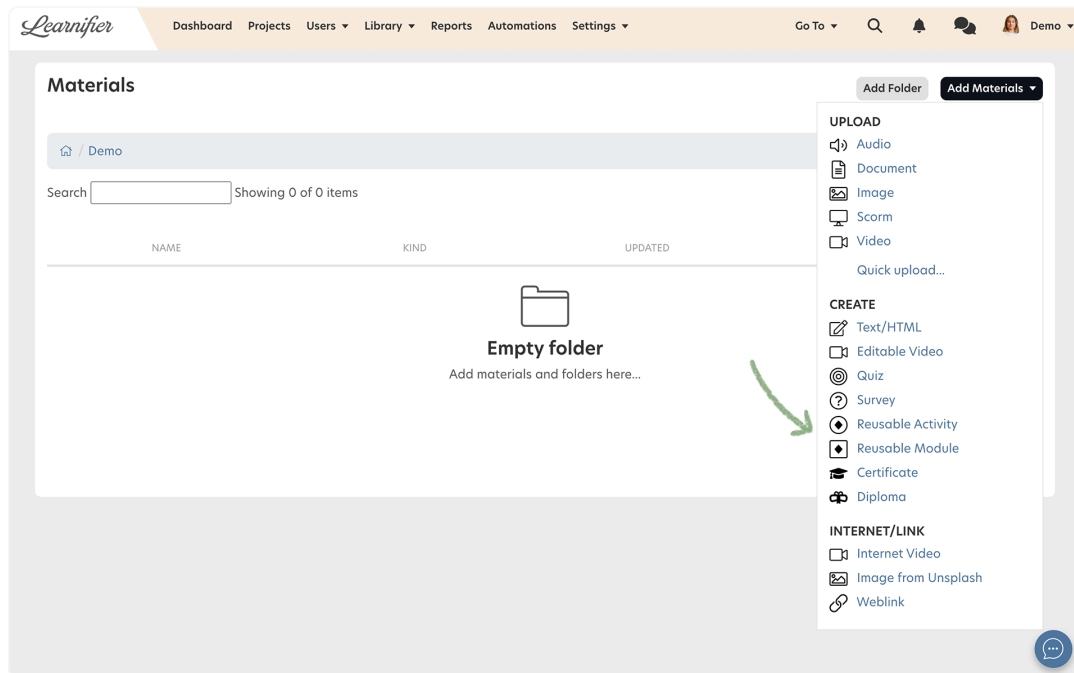 Learnifier
Dashboard Projects Users Library Reports Automations Settings Go To Demo
Materials
Add Folder Add Materials
Demo
Search Showing 0 of 0 items
NAME KIND UPDATED
Empty folder
Add materials and folders here...
UPLOAD
Audio
Document
Image
Scorm
Video
Quick upload...
CREATE
Text/HTML
Editable Video
Quiz
Survey
Reusable Activity
Reusable Module
Certificate
Diploma
INTERNET/LINK
Internet Video
Image from Unsplash
Weblink